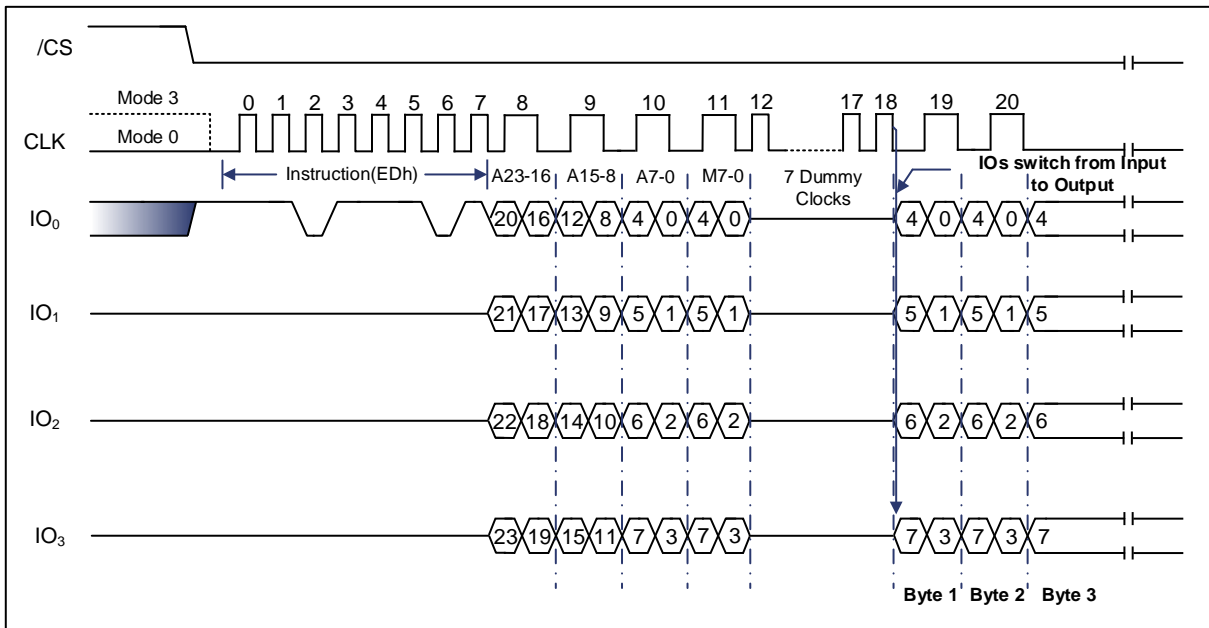 /CS
Mode 3
0 1 2 3 4 5 6 7 8 9 10 11 12 17 18 19 20
CLK
Mode 0
Instruction(EDh)
A23-16 A15-8 A7-0 M7-0
7 Dummy
Clocks
IOs switch from Input
to Output
IO0 20 16 12 8 4 0 4 0 4 0 4 0 4
IO1 21 17 13 9 5 1 5 1 5 1 5 1 5
IO2 22 18 14 10 6 2 6 2 6 2 6 2 6
IO3 23 19 15 11 7 3 7 3 7 3 7 3 7
Byte 1 Byte 2 Byte 3